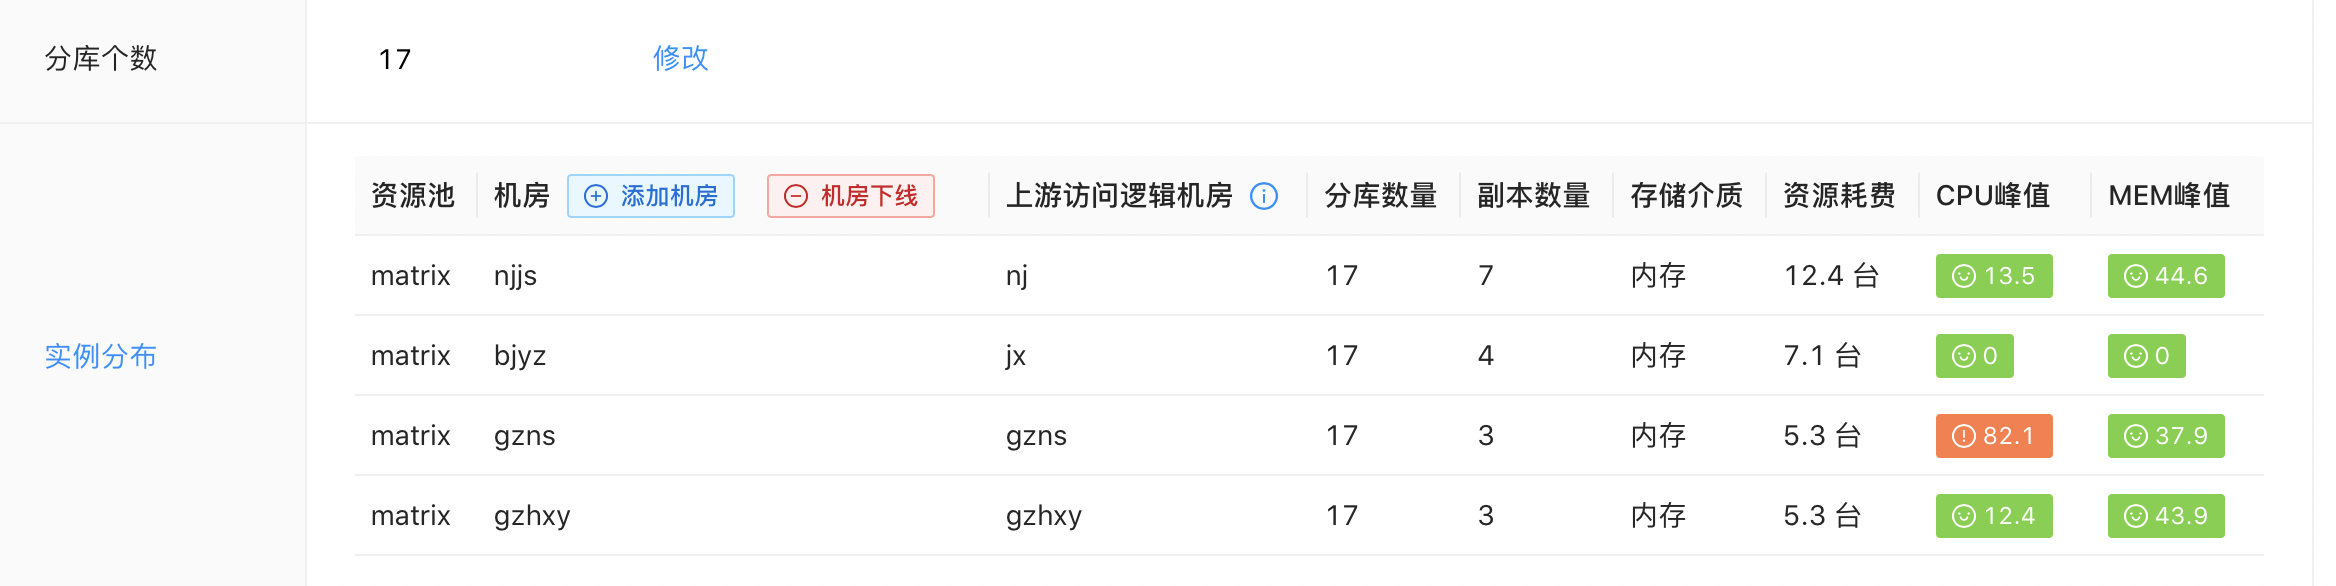 分库个数 17 修改
资源池 机房 添加机房 机房下线 上游访问逻辑机房 分库数量 副本数量 存储介质 资源耗费 CPU峰值 MEM峰值
matrix njjs nj 17 7 内存 12.4 台 13.5 44.6
matrix bjyz jx 17 4 内存 7.1 台 0 0
实例分布
matrix gzns gzns 17 3 内存 5.3 台 82.1 37.9
matrix gzhxy gzhxy 17 3 内存 5.3 台 12.4 43.9